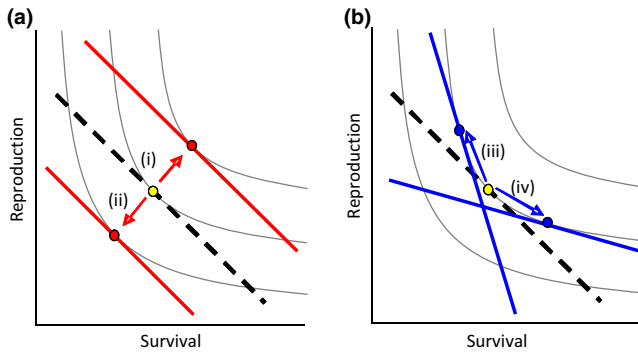 (a)
(b)
Reproduction
(i)
(ii)
Survival
Reproduction
(iii)
(iv)
Survival